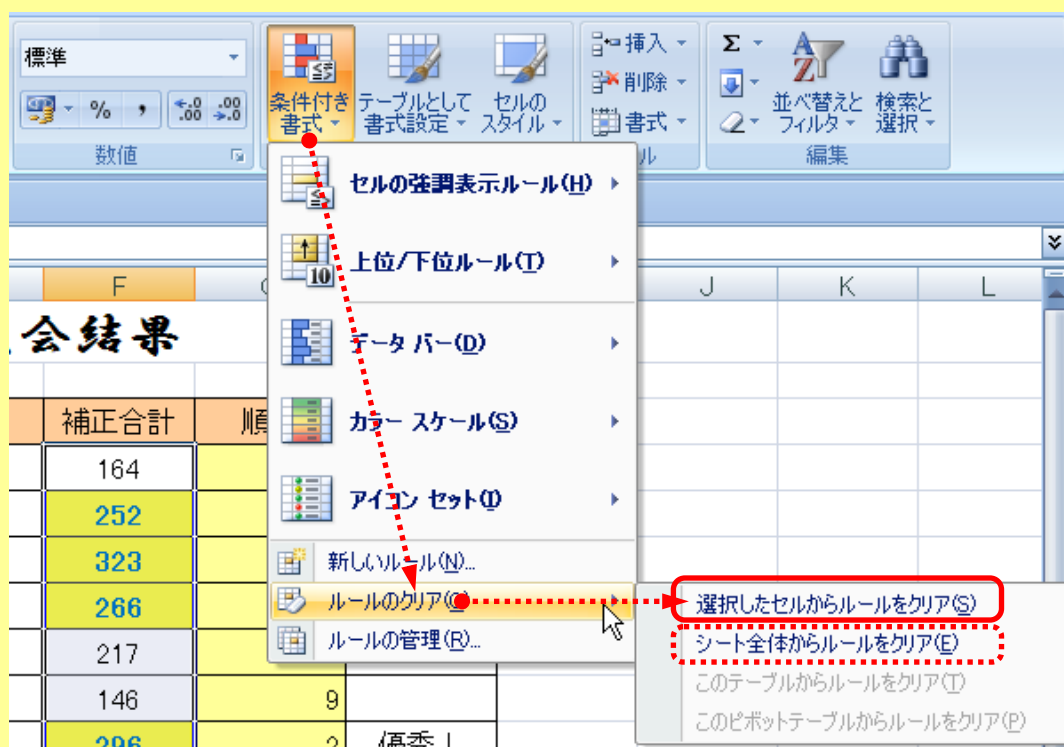 標準
% , .0 .00 .00 .0
数値
条件付き
書式
テーブルとして
書式設定
セルの
スタイル
挿入
削除
書式
ル
Σ
A
Z
並べ替えと
フィルタ
検索と
選択
編集
セルの強調表示ルール(H)
上位/下位ルール(T)
10
データ バー(D)
カラー スケール(S)
アイコン セット(I)
新しいルール(N)...
ルールのクリア(C)
ルールの管理(R)...
選択したセルからルールをクリア(S)
シート全体からルールをクリア(E)
このテーブルからルールをクリア(T)
このピボットテーブルからルールをクリア(P)
F J K L
会結果
補正合計 順
164
252
323
266
217
146 9
296 2 優秀！